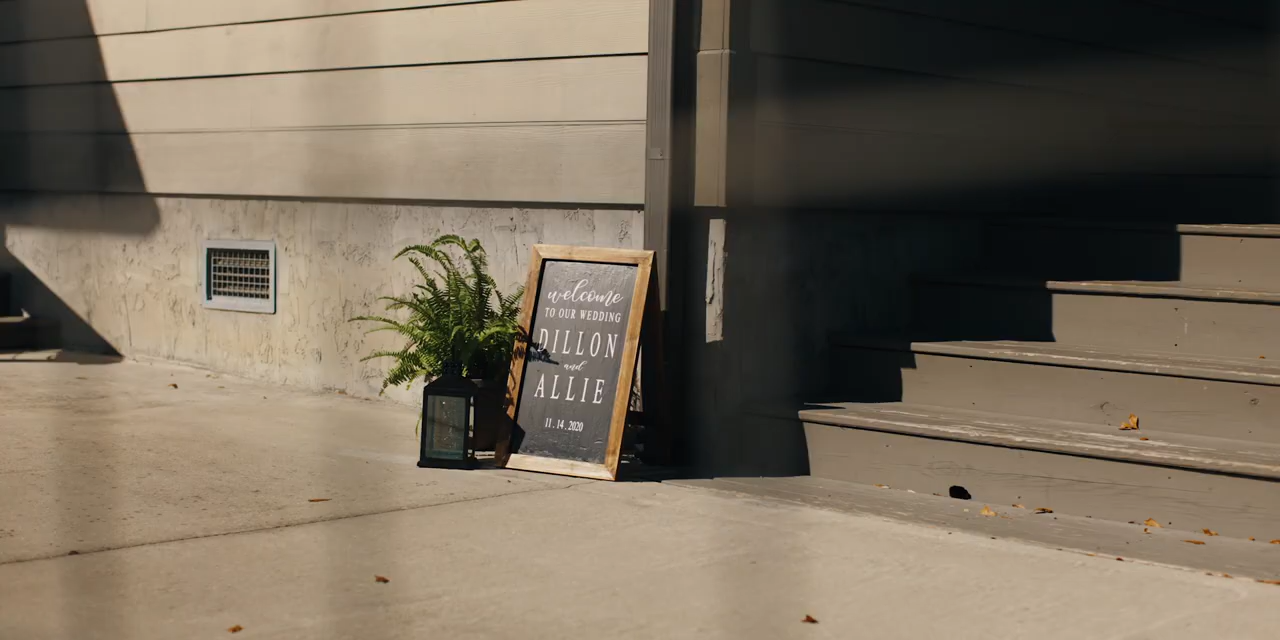 welcome
TO OUR WEDDING
DILLON
and
ALLIE
11.14.2020